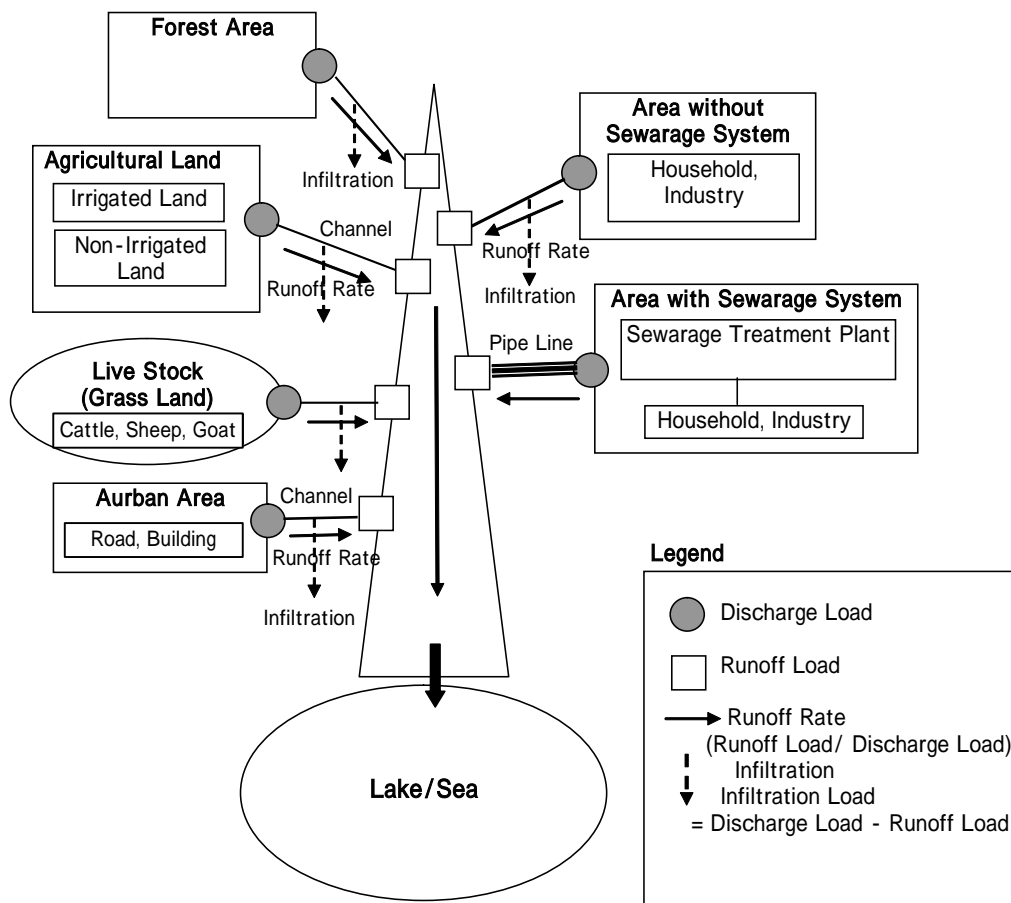 Forest Area
Infiltration
Agricultural Land
Irrigated Land
Non-Irrigated
Land
Channel
Runoff Rate
Live Stock
(Grass Land)
Cattle, Sheep, Goat
Aurban Area
Road, Building
Channel
Runoff Rate
Infiltration
Area without
Sewarage System
Household,
Industry
Runoff Rate
Infiltration
Area with Sewarage System
Sewarage Treatment Plant
Household, Industry
Pipe Line
Lake/Sea
Legend
Discharge Load
Runoff Load
Runoff Rate
(Runoff Load/ Discharge Load)
Infiltration
Infiltration Load
= Discharge Load - Runoff Load